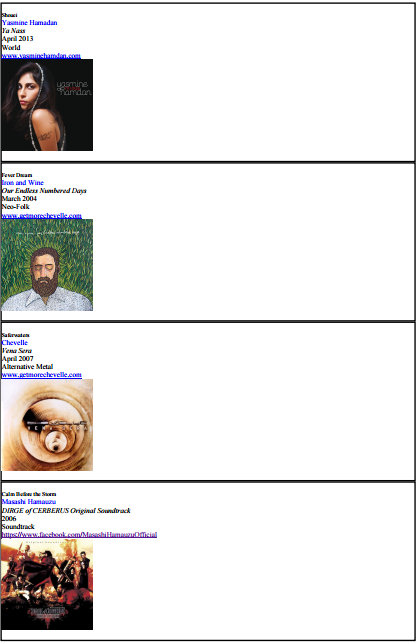 Shouei
Yasmine Hamadan
Ya Nass
April 2013
World
www.yasminehamdan.com
yasmine
hamdan
Fever Dream
Iron and Wine
Our Endless Numbered Days
March 2004
Neo-Folk
www.getmorechevelle.com
Saferwaters
Chevelle
Vena Sera
April 2007
Alternative Metal
www.getmorechevelle.com
Calm Before the Storm
Masashi Hamauzu
DIRGE of CERBERUS Original Soundtrack
2006
Soundtrack
https://www.facebook.com/MasashiHamauzuOfficial